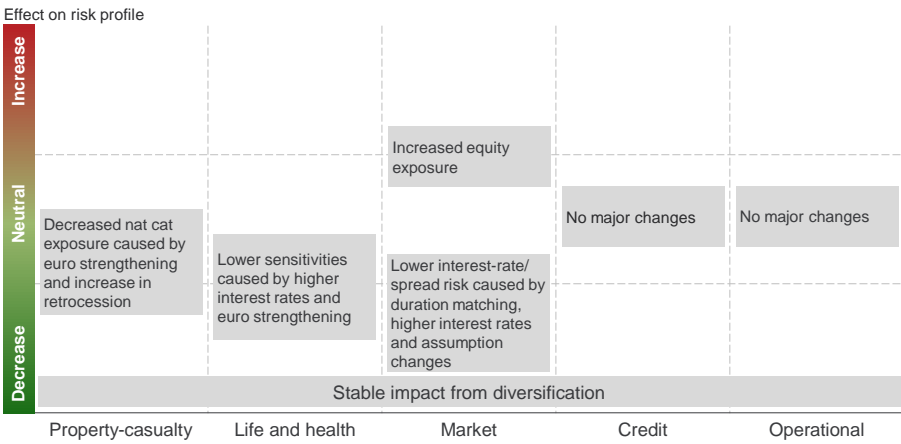 Effect on risk profile
Increase
Neutral
Decrease
Decreased nat cat
exposure caused by
euro strengthening
and increase in
retrocession
Lower sensitivities
caused by higher
interest rates and
euro strengthening
Increased equity
exposure
Lower interest-rate/
spread risk caused by
duration matching,
higher interest rates
and assumption
changes
No major changes
No major changes
Stable impact from diversification
Property-casualty
Life and health
Market
Credit
Operational